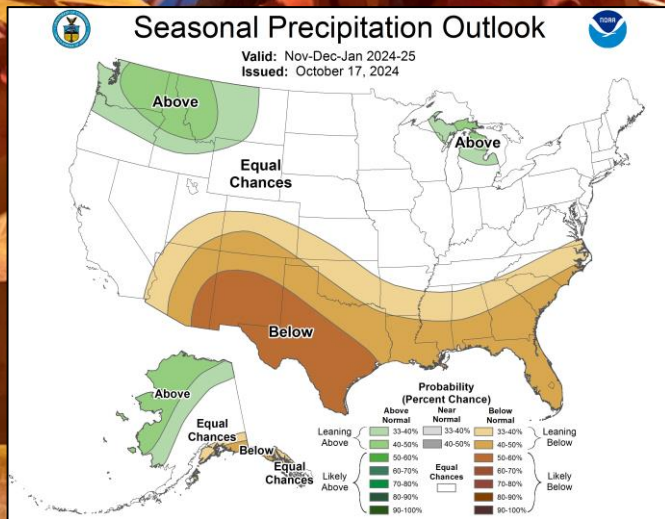 Seasonal Precipitation Outlook
NOAA
Valid: Nov-Dec-Jan 2024-25
Issued: October 17, 2024
Above
Above
Equal
Chances
Below
Above
Equal
Chances
Below
Equal
Chances
Probability
(Percent Chance)
Above
Normal
Near
Normal
Below
Normal
Leaning
Above
33-40%
33-40%
33-40%
Leaning
Below
40-50%
40-50%
40-50%
50-60%
50-60%
60-70%
Equal
Chances
60-70%
Likely
Above
70-80%
70-80%
Likely
Below
80-90%
80-90%
90-100%
90-100%